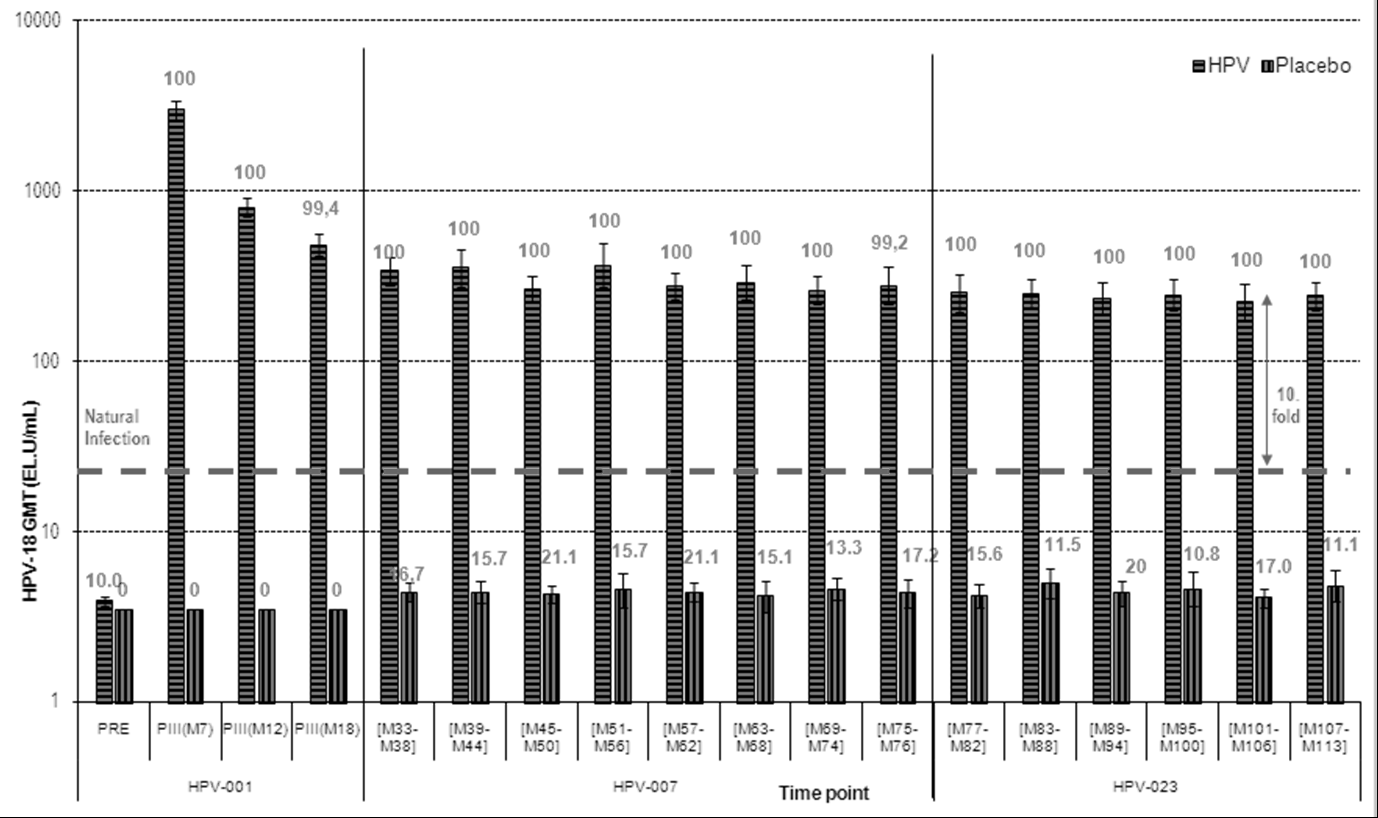 10000
HPV Placebo
100
100
1000
99,4
100
100
100
100
100
100
100
99,2
100
100
100
100
100
100
100
Natural
Infection
10.
fold
HPV-18 GMT (EL.U/mL)
10
10.0
0
0
0
0
15.7
21.1
15.7
21.1
15.1
13.3
17.2
15.6
11.5
20
10.8
17.0
11.1
1
PRE
PIII(M7)
PIII(M12)
PIII(M18)
[M33-
M38]
[M39-
M44]
[M45-
M50]
[M51-
M56]
[M57-
M62]
[M63-
M68]
[M69-
M74]
[M75-
M76]
[M77-
M82]
[M83-
M88]
[M89-
M94]
[M95-
M100]
[M101-
M106]
[M107-
M113]
HPV-001
HPV-007
Time point
HPV-023